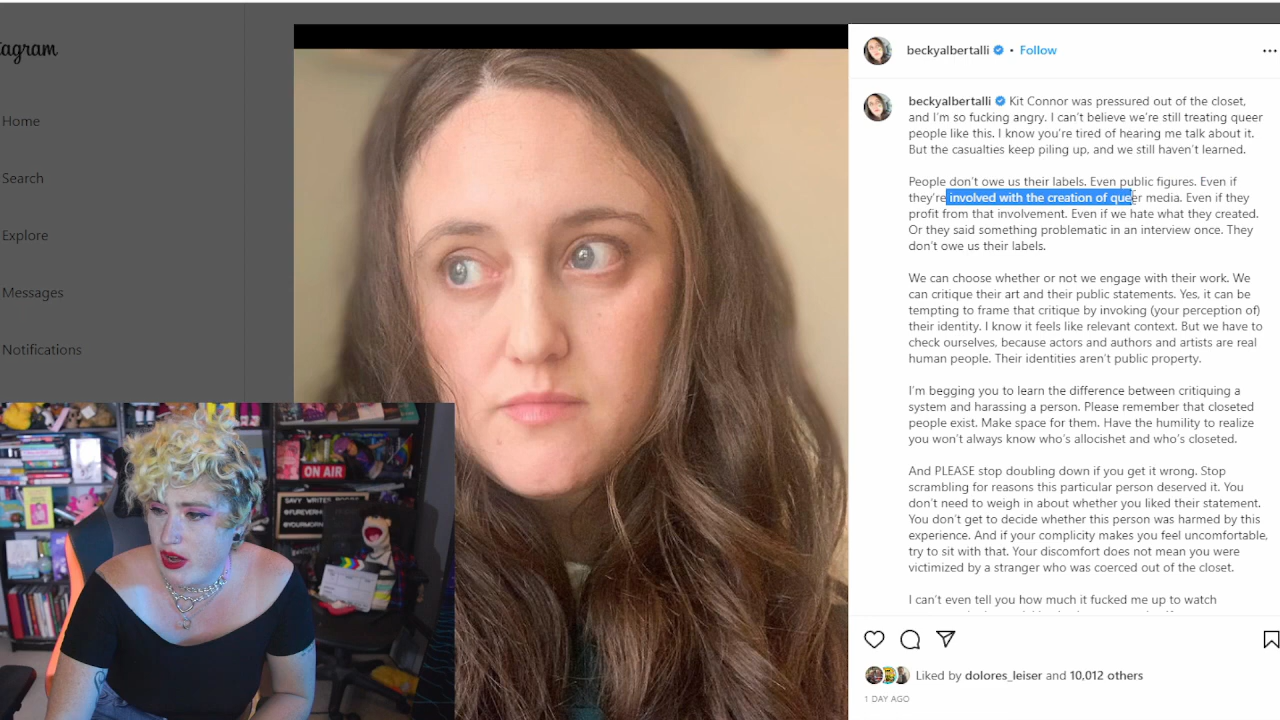 tagram
Home
Search
Explore
Messages
Notifications
beckyalbertalli • Follow
beckyalbertalli Kit Connor was pressured out of the closet,
and I'm so fucking angry. I can't believe we're still treating queer
people like this. I know you're tired of hearing me talk about it.
But the casualties keep piling up, and we still haven't learned.
People don't owe us their labels. Even public figures. Even if
they're involved with the creation of queer media. Even if they
profit from that involvement. Even if we hate what they created.
Or they said something problematic in an interview once. They
don't owe us their labels.
We can choose whether or not we engage with their work. We
can critique their art and their public statements. Yes, it can be
tempting to frame that critique by invoking (your perception of)
their identity. I know it feels like relevant context. But we have to
check ourselves, because actors and authors and artists are real
human people. Their identities aren't public property.
I'm begging you to learn the difference between critiquing a
system and harassing a person. Please remember that closeted
people exist. Make space for them. Have the humility to realize
you won't always know who's allocishet and who's closeted.
And PLEASE stop doubling down if you get it wrong. Stop
scrambling for reasons this particular person deserved it. You
don't need to weigh in about whether you liked their statement.
You don't get to decide whether this person was harmed by this
experience. And if your complicity makes you feel uncomfortable,
try to sit with that. Your discomfort does not mean you were
victimized by a stranger who was coerced out of the closet.
I can't even tell you how much it fucked me up to watch
Liked by dolores_leiser and 10,012 others
1 DAY AGO
ON AIR
SAVY WRITES BOOKS